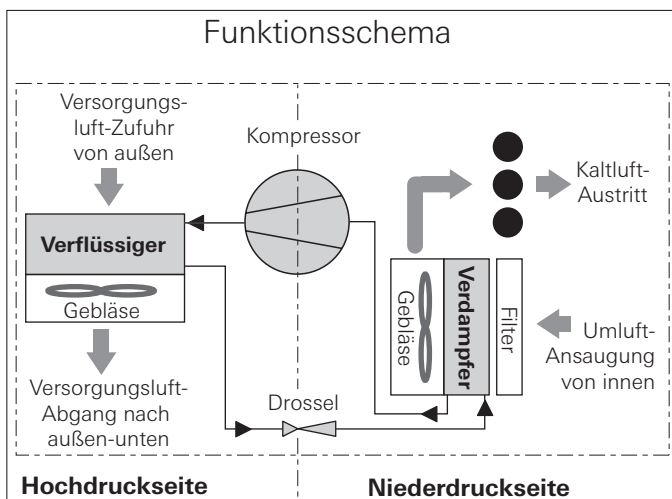 Funktionsschema
Versorgungs-
luft-Zufuhr
von außen
Kompressor
Kaltluft-
Austritt
Verflüssiger
Gebläse
Gebläse
Verdampfer
Filter
Umluft-
Ansaugung
von innen
Versorgungsluft-
Abgang nach
außen-unten
Drossel
Hochdruckseite
Niederdruckseite